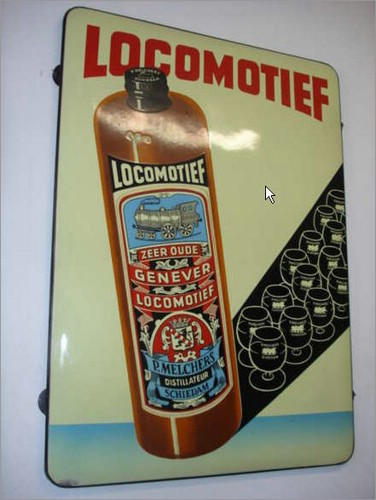 LOCOMOTIEF
LOCOMOTIEF
ZEER OUDE
GENEVER
LOCOMOTIEF
P. MELCHERS
DISTILLATEUR
SCHIEDAM